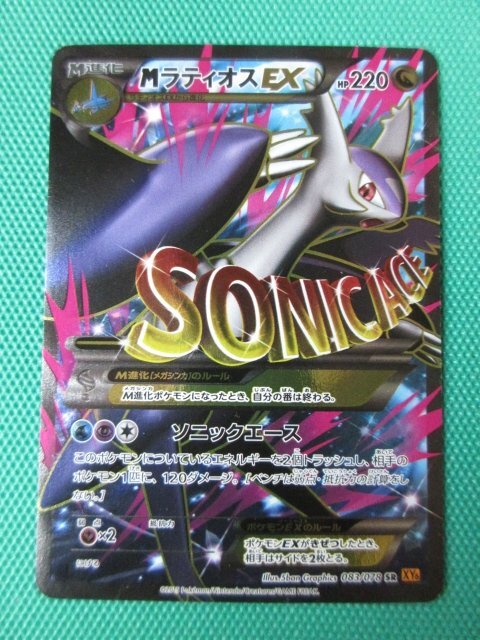 M進化
MラティオスEX
HP220
SONIC ACE
M進化[メガシンカ]のルール
M進化ポケモンになったとき、自分の番は終わる。
ソニックエース
このポケモンについているエネルギーを2個トラッシュし、相手の
ポケモン1匹に、120ダメージ。[ベンチは弱点・抵抗力の計算をし
ない。]
弱点 抵抗力
×2
にげる
ポケモンEXのルール
ポケモンEXがきぜつしたとき、
相手はサイドを2枚とる。
Illus. 5ban Graphics 083/078 SR XY6
©2015 Pokémon/Nintendo/Creatures/GAME FREAK.